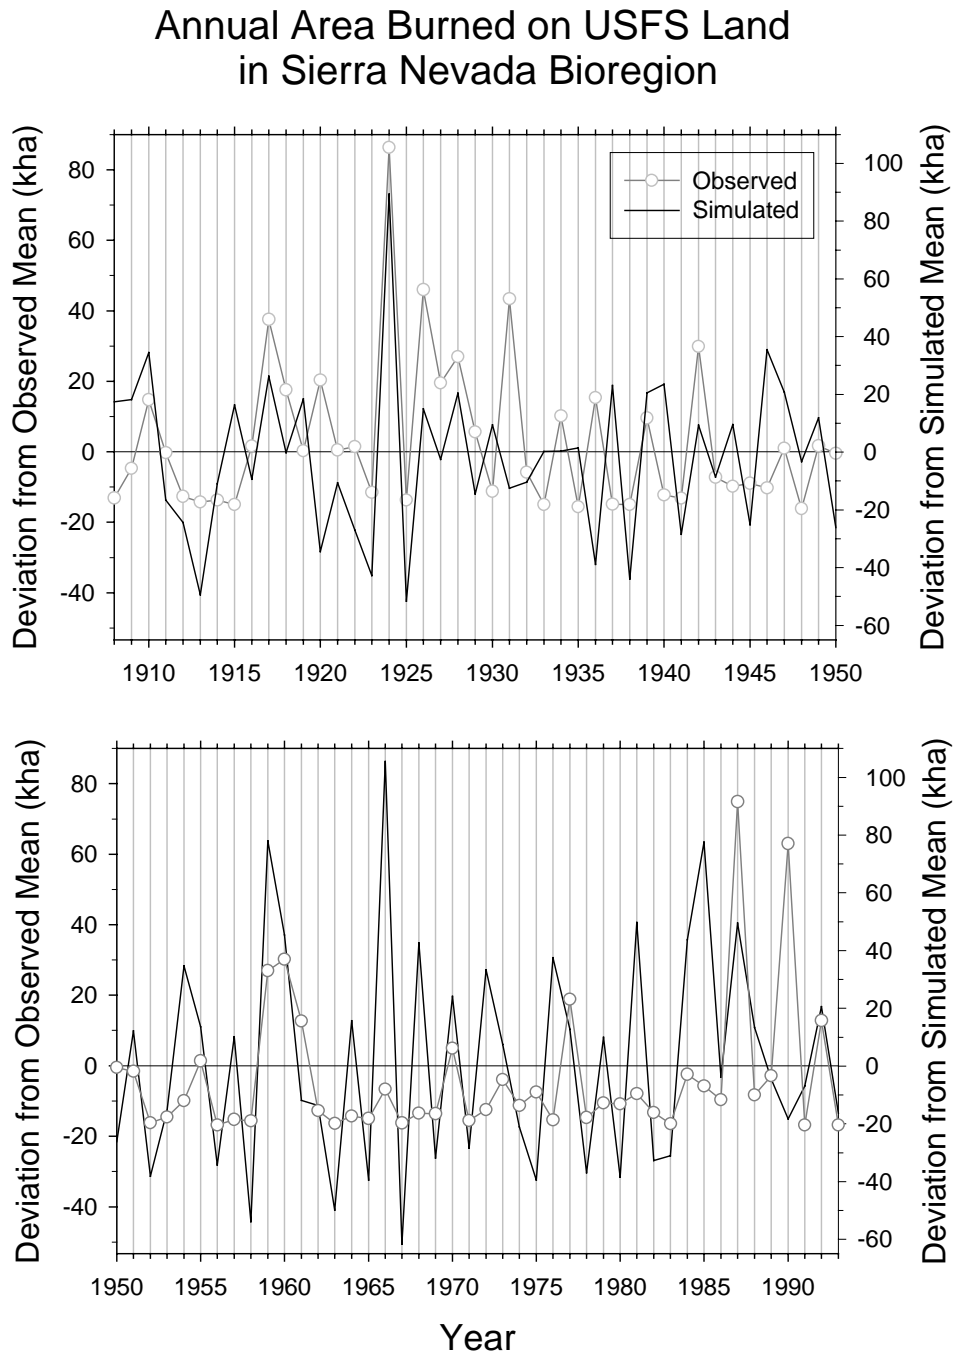 Annual Area Burned on USFS Land
in Sierra Nevada Bioregion
Deviation from Observed Mean (kha)
80
60
40
20
0
-20
-40
Observed
Simulated
100
80
60
40
20
0
-20
-40
-60
Deviation from Simulated Mean (kha)
1910 1915 1920 1925 1930 1935 1940 1945 1950
Deviation from Observed Mean (kha)
80
60
40
20
0
-20
-40
100
80
60
40
20
0
-20
-40
-60
Deviation from Simulated Mean (kha)
1950 1955 1960 1965 1970 1975 1980 1985 1990
Year